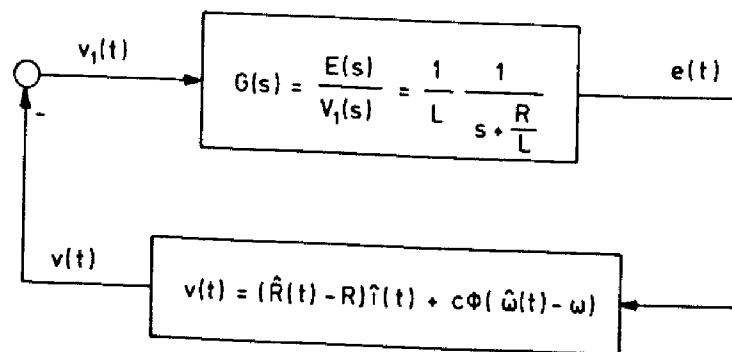 v₁(t)
G(s) = E(s)/V₁(s) = 1/L 1/(s + R/L)
e(t)
-
v(t)
v(t) = (R̂(t) - R) î(t) + cΦ( ω̂(t) - ω)